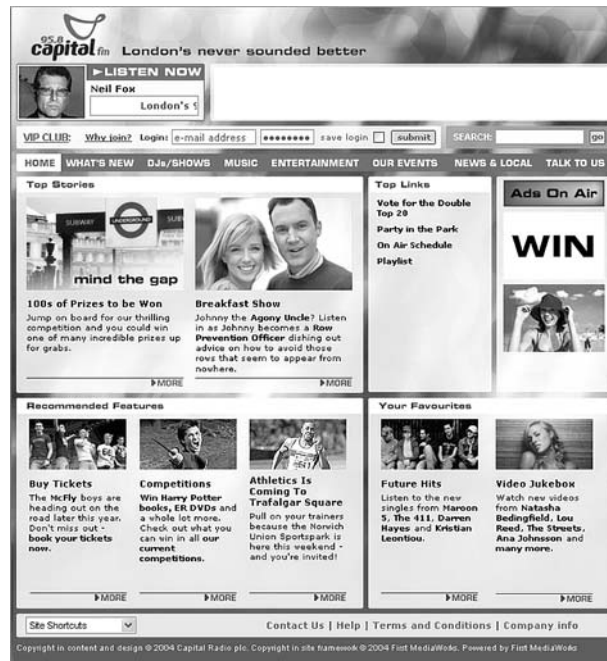 95.8
capital fm London's never sounded better
LISTEN NOW
Neil Fox
London's
VIP CLUB: Why join? Login: e-mail address ******** save login submit SEARCH: go
HOME WHAT'S NEW DJs/SHOWS MUSIC ENTERTAINMENT OUR EVENTS NEWS & LOCAL TALK TO US
Top Stories
SUBWAY UNDERGROUND SUB
mind the gap
100s of Prizes to be Won
Jump on board for our thrilling
competition and you could win
one of many incredible prizes up
for grabs.
MORE
Breakfast Show
Johnny the Agony Uncle? Listen
in as Johnny becomes a Row
Prevention Officer dishing out
advice on how to avoid those
rows that seem to appear from
nowhere.
MORE
Top Links
Vote for the Double
Top 20
Party in the Park
On Air Schedule
Playlist
Ads On Air
WIN
Recommended Features
Buy Tickets
The McFly boys are
heading out on the
road later this year.
Don't miss out -
book your tickets
now.
MORE
Competitions
Win Harry Potter
books, ER DVDs and
a whole lot more.
Check out what you
can win in all our
current
competitions.
MORE
Athletics Is
Coming To
Trafalgar Square
Pull on your trainers
because the Norwich
Union Sportspark is
here this weekend -
and you're invited!
MORE
Your Favourites
Future Hits
Listen to the new
singles from Maroon
5, The 411, Darren
Hayes and Kristian
Leontiou.
MORE
Video Jukebox
Watch new videos
from Natasha
Bedingfield, Lou
Reed, The Streets,
Ana Johnsson and
many more.
MORE
Site Shortcuts
Contact Us | Help | Terms and Conditions | Company info
Copyright in content and design © 2004 Capital Radio plc. Copyright in site framework © 2004 First MediaWorks. Powered by First MediaWorks